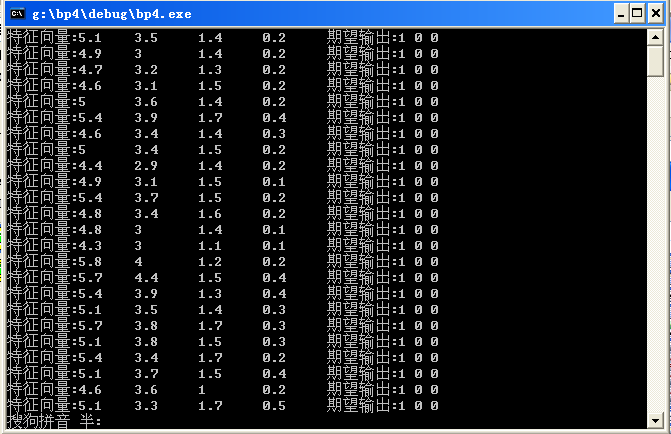 g:\bp4\debug\bp4.exe
特征向量:5.1 3.5 1.4 0.2 期望输出:1 0 0
特征向量:4.9 3 1.4 0.2 期望输出:1 0 0
特征向量:4.7 3.2 1.3 0.2 期望输出:1 0 0
特征向量:4.6 3.1 1.5 0.2 期望输出:1 0 0
特征向量:5 3.6 1.4 0.2 期望输出:1 0 0
特征向量:5.4 3.9 1.7 0.4 期望输出:1 0 0
特征向量:4.6 3.4 1.4 0.3 期望输出:1 0 0
特征向量:5 3.4 1.5 0.2 期望输出:1 0 0
特征向量:4.4 2.9 1.4 0.2 期望输出:1 0 0
特征向量:4.9 3.1 1.5 0.1 期望输出:1 0 0
特征向量:5.4 3.7 1.5 0.2 期望输出:1 0 0
特征向量:4.8 3.4 1.6 0.2 期望输出:1 0 0
特征向量:4.8 3 1.4 0.1 期望输出:1 0 0
特征向量:4.3 3 1.1 0.1 期望输出:1 0 0
特征向量:5.8 4 1.2 0.2 期望输出:1 0 0
特征向量:5.7 4.4 1.5 0.4 期望输出:1 0 0
特征向量:5.4 3.9 1.3 0.4 期望输出:1 0 0
特征向量:5.1 3.5 1.4 0.3 期望输出:1 0 0
特征向量:5.7 3.8 1.7 0.3 期望输出:1 0 0
特征向量:5.1 3.8 1.5 0.3 期望输出:1 0 0
特征向量:5.4 3.4 1.7 0.2 期望输出:1 0 0
特征向量:5.1 3.7 1.5 0.4 期望输出:1 0 0
特征向量:4.6 3.6 1 0.2 期望输出:1 0 0
特征向量:5.1 3.3 1.7 0.5 期望输出:1 0 0
搜狗拼音 半: